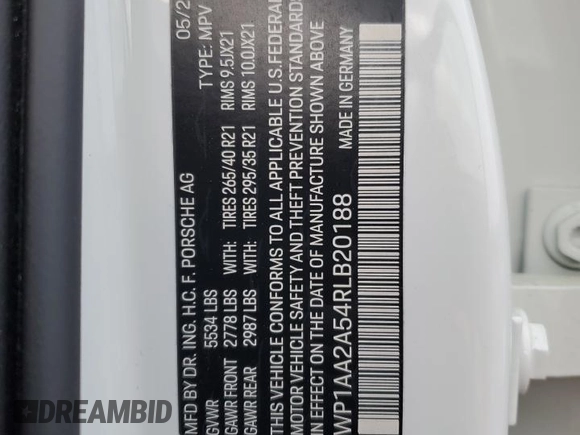 MFD BY DR. ING. H.C. F. PORSCHE AG 05/2
GVWR 5534 LBS TYPE: MPV
GAWR FRONT 2778 LBS WITH: TIRES 265/40 R21 RIMS 9.5JX21
GAWR REAR 2987 LBS WITH: TIRES 295/35 R21 RIMS 10.0JX21
THIS VEHICLE CONFORMS TO ALL APPLICABLE U.S. FEDERAL
MOTOR VEHICLE SAFETY AND THEFT PREVENTION STANDARDS
IN EFFECT ON THE DATE OF MANUFACTURE SHOWN ABOVE
WP1AA2A54RLB20188 MADE IN GERMANY
RESEARCHED BY
RideSafely